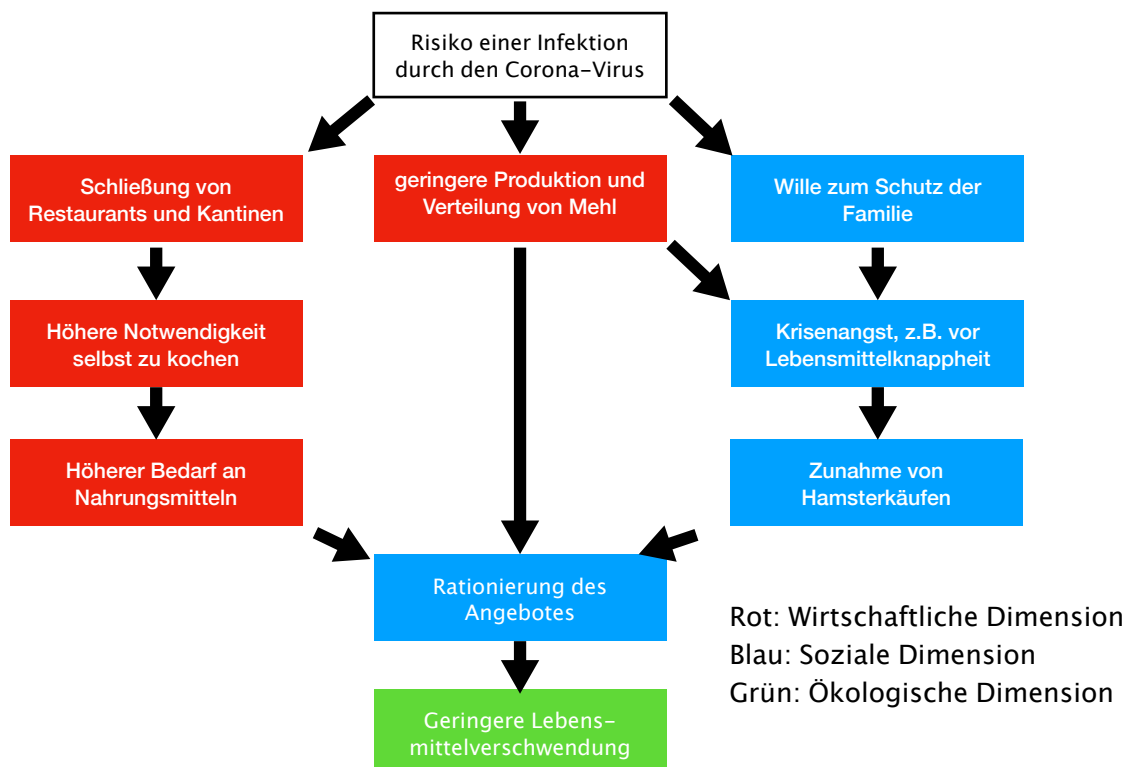 Risiko einer Infektion
durch den Corona-Virus
Schließung von
Restaurants und Kantinen
geringere Produktion und
Verteilung von Mehl
Wille zum Schutz der
Familie
Höhere Notwendigkeit
selbst zu kochen
Krisenangst, z.B. vor
Lebensmittelknappheit
Höherer Bedarf an
Nahrungsmitteln
Zunahme von
Hamsterkäufen
Rationierung des
Angebotes
Rot: Wirtschaftliche Dimension
Blau: Soziale Dimension
Grün: Ökologische Dimension
Geringere Lebens-
mittelverschwendung